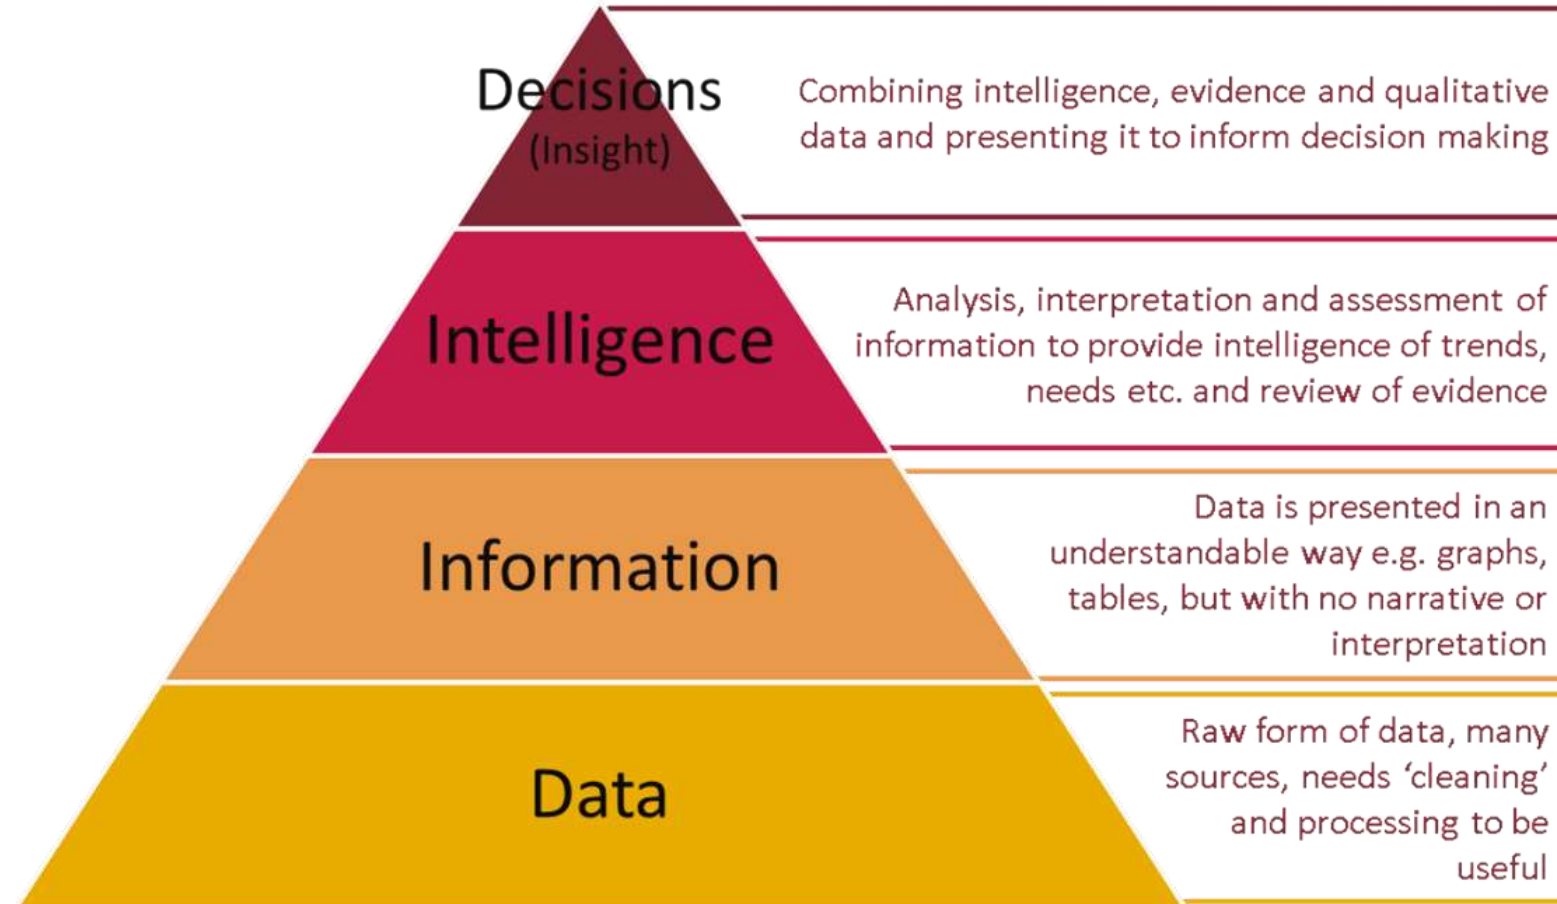 Decisions
(Insight)
Combining intelligence, evidence and qualitative
data and presenting it to inform decision making
Intelligence
Analysis, interpretation and assessment of
information to provide intelligence of trends,
needs etc. and review of evidence
Information
Data is presented in an
understandable way e.g. graphs,
tables, but with no narrative or
interpretation
Data
Raw form of data, many
sources, needs ‘cleaning’
and processing to be
useful